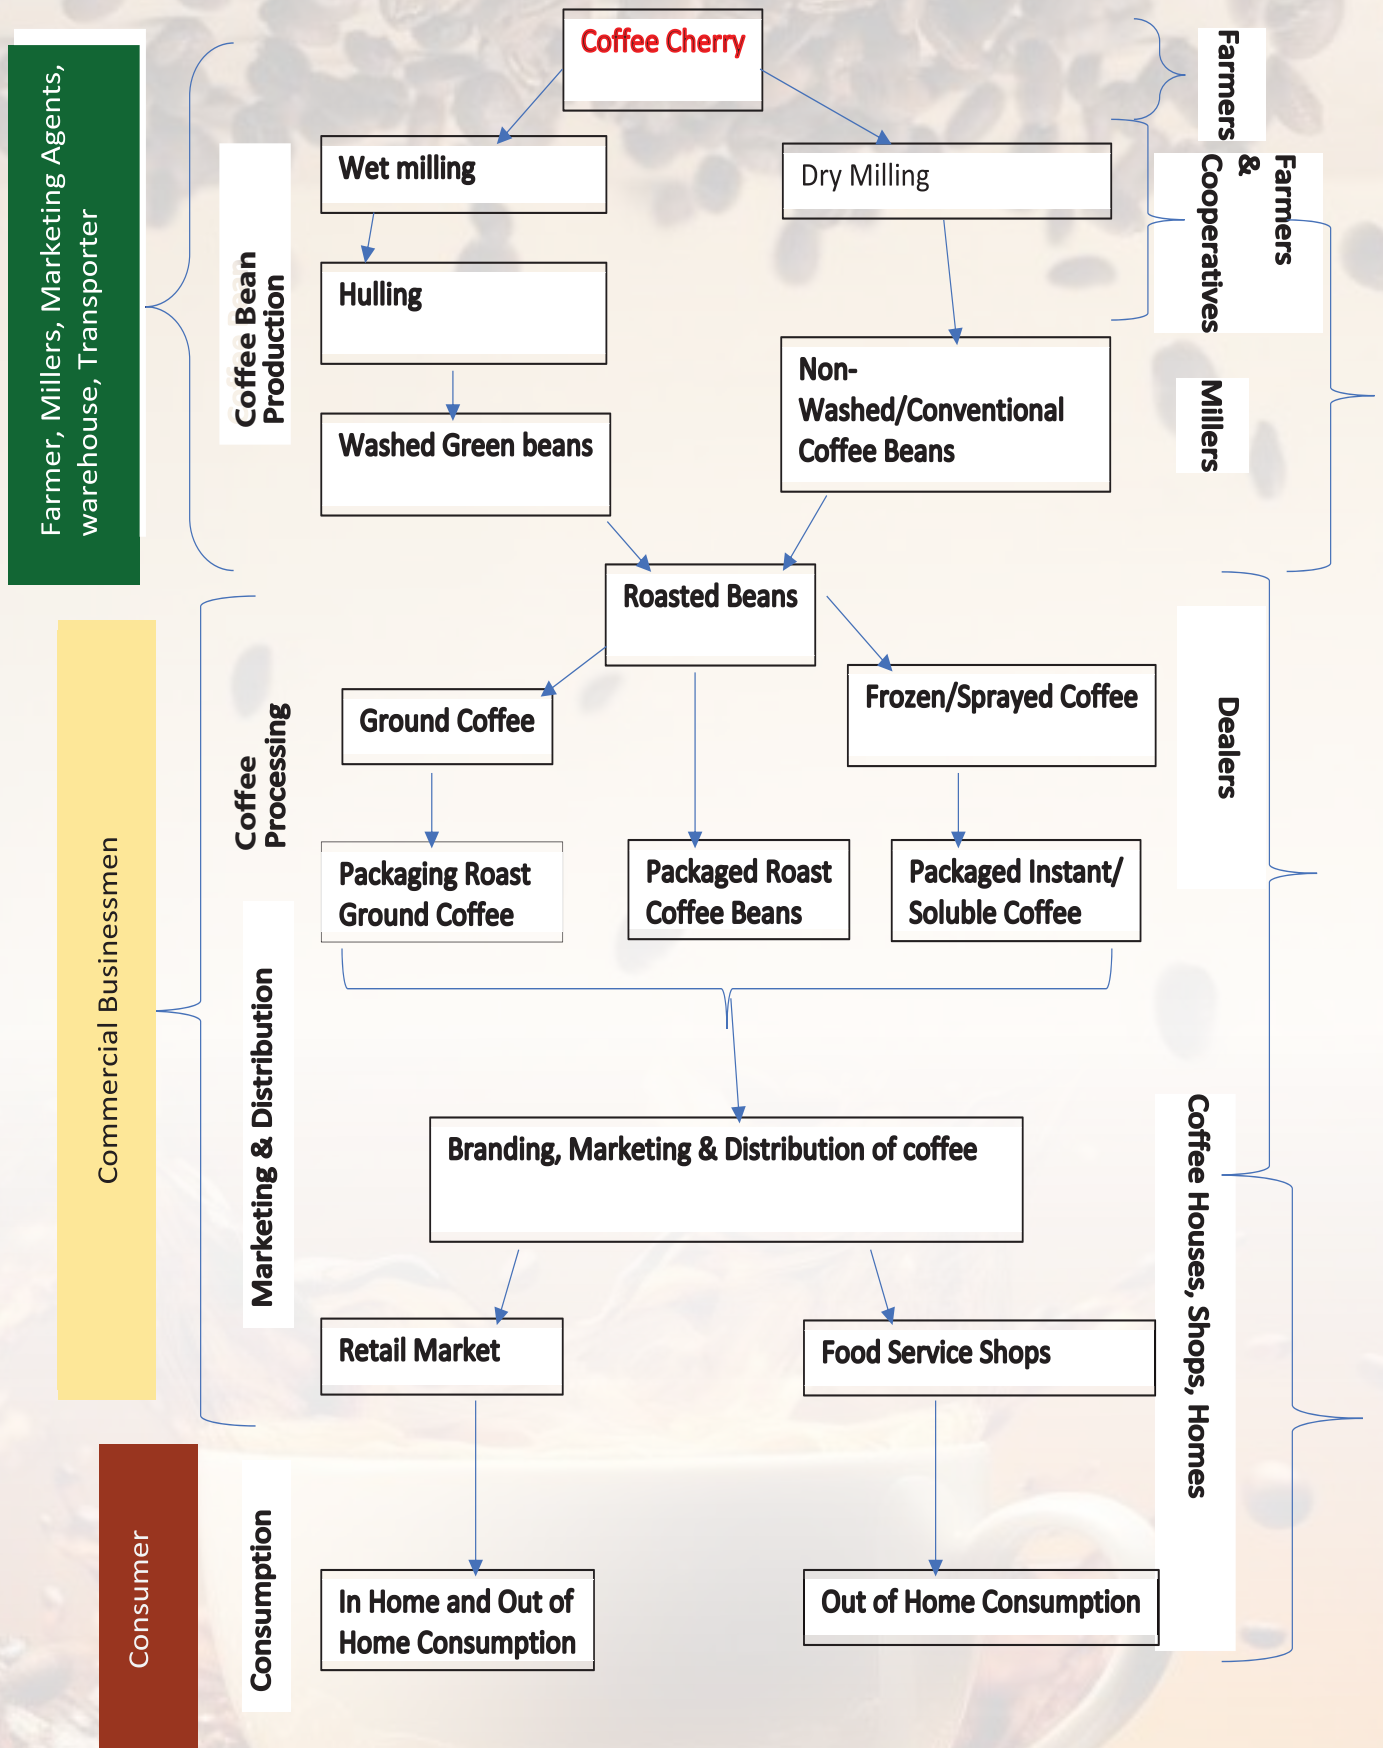 Coffee Cherry
Farmers
Farmer, Millers, Marketing Agents,
warehouse, Transporter
Coffee Bean
Production
Wet milling
Dry Milling
Farmers
&
Cooperatives
Hulling
Non-
Washed/Conventional
Coffee Beans
Millers
Washed Green beans
Roasted Beans
Commercial Businessmen
Coffee
Processing
Ground Coffee
Frozen/Sprayed Coffee
Dealers
Packaging Roast
Ground Coffee
Packaged Roast
Coffee Beans
Packaged Instant/
Soluble Coffee
Marketing & Distribution
Branding, Marketing & Distribution of coffee
Coffee Houses, Shops, Homes
Retail Market
Food Service Shops
Consumer
Consumption
In Home and Out of
Home Consumption
Out of Home Consumption